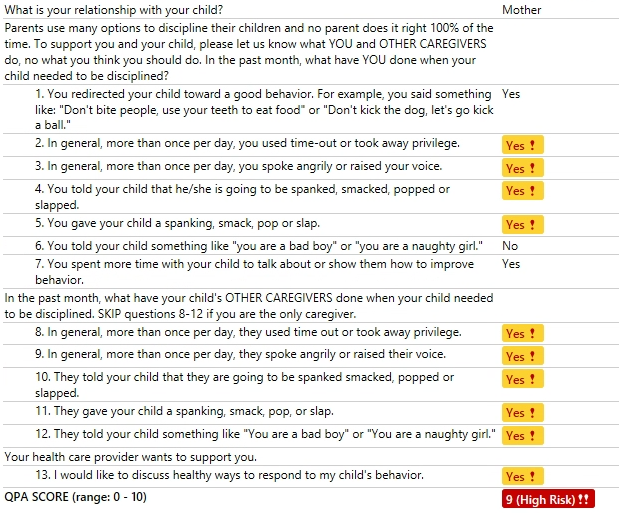 What is your relationship with your child? Mother
Parents use many options to discipline their children and no parent does it right 100% of the
time. To support you and your child, please let us know what YOU and OTHER CAREGIVERS
do, no what you think you should do. In the past month, what have YOU done when your
child needed to be disciplined?
1. You redirected your child toward a good behavior. For example, you said something Yes
like: "Don't bite people, use your teeth to eat food" or "Don't kick the dog, let's go kick
a ball."
2. In general, more than once per day, you used time-out or took away privilege. Yes !
3. In general, more than once per day, you spoke angrily or raised your voice. Yes !
4. You told your child that he/she is going to be spanked, smacked, popped or Yes !
slapped.
5. You gave your child a spanking, smack, pop or slap. Yes !
6. You told your child something like "you are a bad boy" or "you are a naughty girl." No
7. You spent more time with your child to talk about or show them how to improve Yes
behavior.
In the past month, what have your child's OTHER CAREGIVERS done when your child needed
to be disciplined. SKIP questions 8-12 if you are the only caregiver.
8. In general, more than once per day, they used time out or took away privilege. Yes !
9. In general, more than once per day, they spoke angrily or raised their voice. Yes !
10. They told your child that they are going to be spanked smacked, popped or Yes !
slapped.
11. They gave your child a spanking, smack, pop, or slap. Yes !
12. They told your child something like "You are a bad boy" or "You are a naughty girl." Yes !
Your health care provider wants to support you.
13. I would like to discuss healthy ways to respond to my child's behavior. Yes !
QPA SCORE (range: 0 - 10) 9 (High Risk) !!